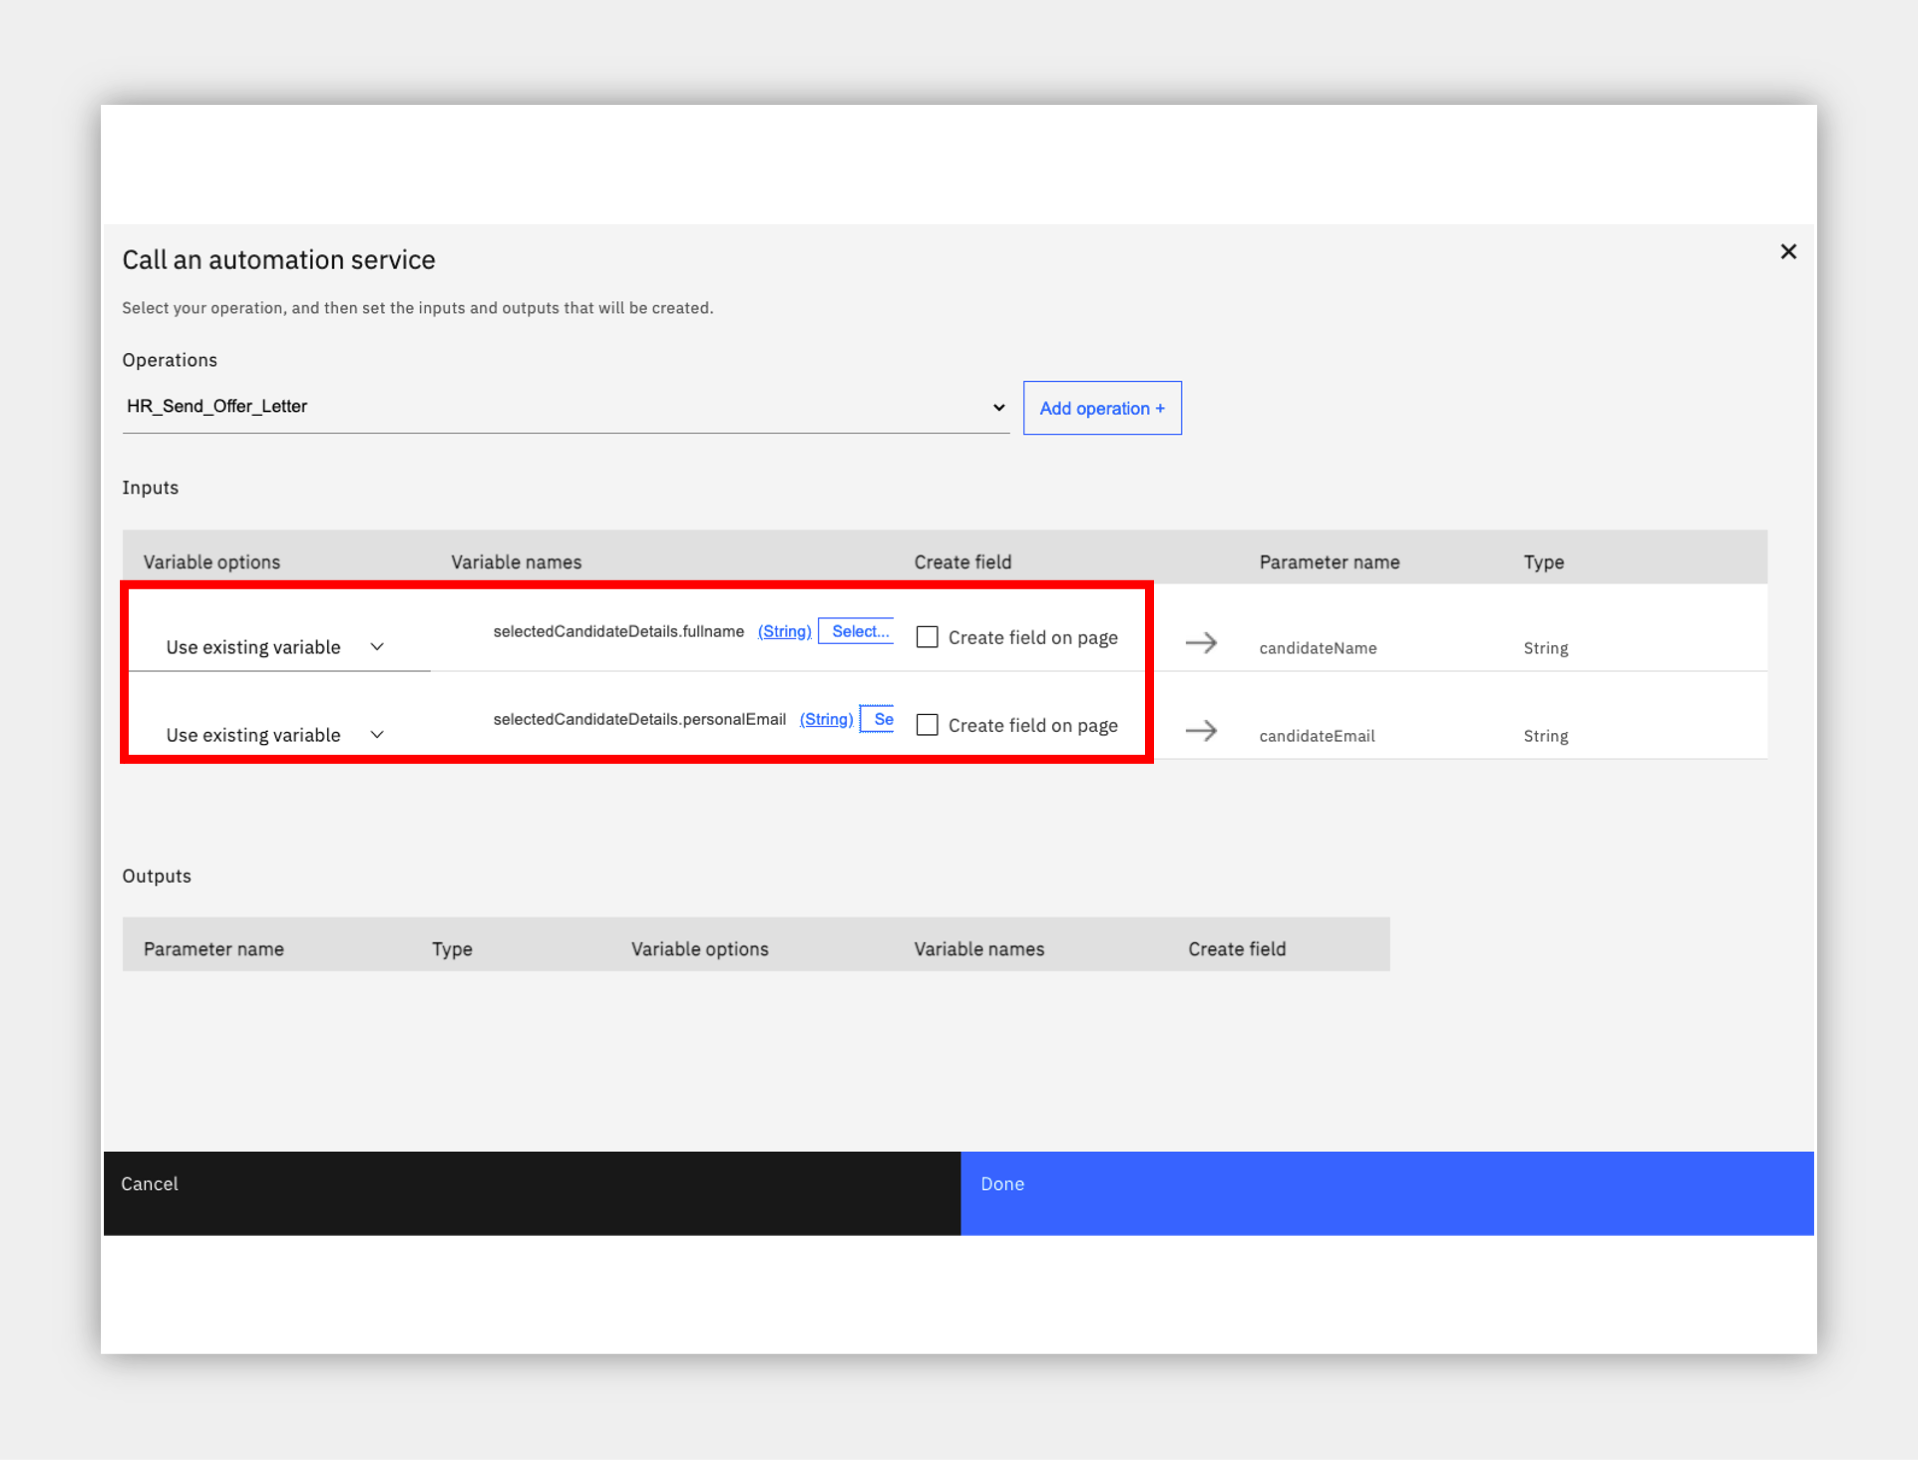 Call an automation service
Select your operation, and then set the inputs and outputs that will be created.
Operations
HR_Send_Offer_Letter
Add operation +
Inputs
Variable options Variable names Create field Parameter name Type
Use existing variable selectedCandidateDetails.fullname (String) Select... Create field on page candidateName String
Use existing variable selectedCandidateDetails.personalEmail (String) Se Create field on page candidateEmail String
Outputs
Parameter name Type Variable options Variable names Create field
Cancel Done